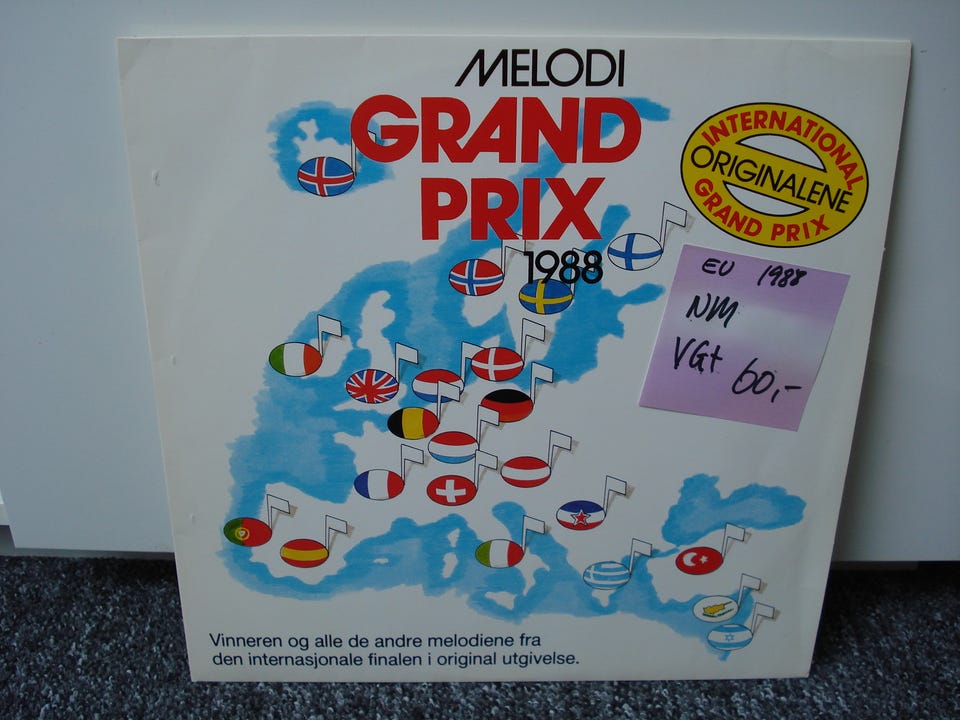 MELODI
GRAND
PRIX
1988
INTERNATIONAL
ORIGINALENE
GRAND PRIX
EU 1988
NM
VG+ 60,-
Vinneren og alle de andre melodiene fra
den internasjonale finalen i original utgivelse.